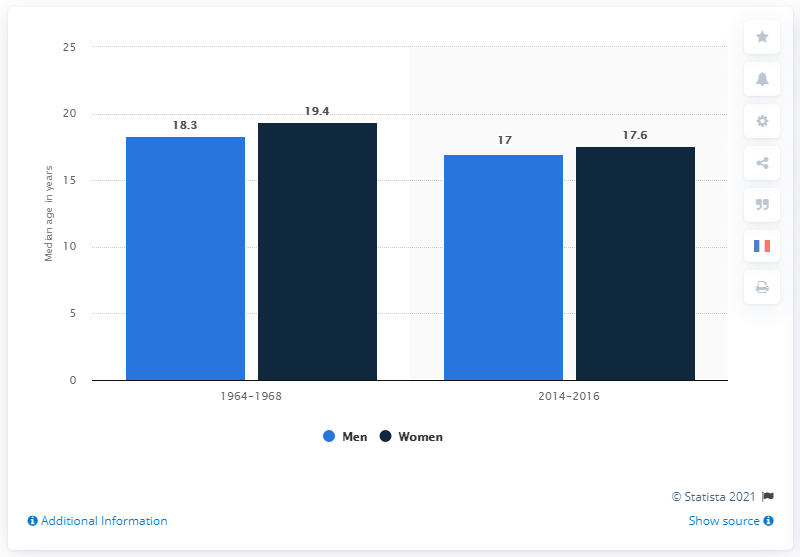 25
20
15
10
5
0
Median age in years
18.3
19.4
17
17.6
1964–1968
2014–2016
Men
Women
© Statista 2021
Additional Information
Show source